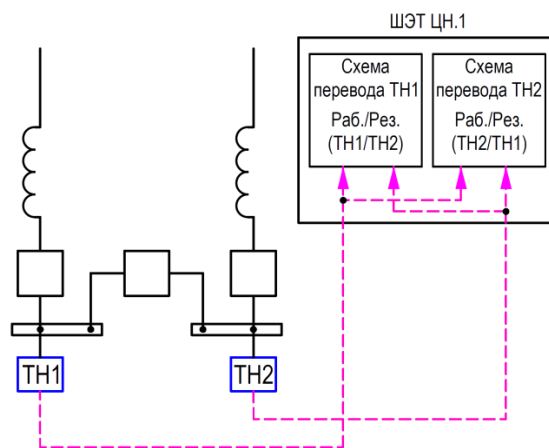 ШЭТ ЦН.1
Схема
перевода ТН1
Раб./Рез.
(ТН1/ТН2)
Схема
перевода ТН2
Раб./Рез.
(ТН2/ТН1)
ТН1
ТН2